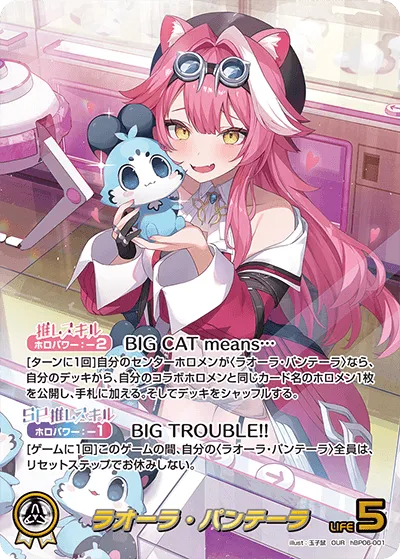 推しスキル
ホロパワー：－2
BIG CAT means…
[ターンに1回]自分のセンターホロメンが〈ラオーラ・パンテーラ〉なら、
自分のデッキから、自分のコラボホロメンと同じカード名のホロメン1枚
を公開し、手札に加える。そしてデッキをシャッフルする。
SP推しスキル
ホロパワー：－1
BIG TROUBLE!!
[ゲームに1回]このゲームの間、自分の〈ラオーラ・パンテーラ〉全員は、
リセットステップでお休みしない。
ラオーラ・パンテーラ
LIFE 5
illust：玉子鼠 OUR hBP06-001